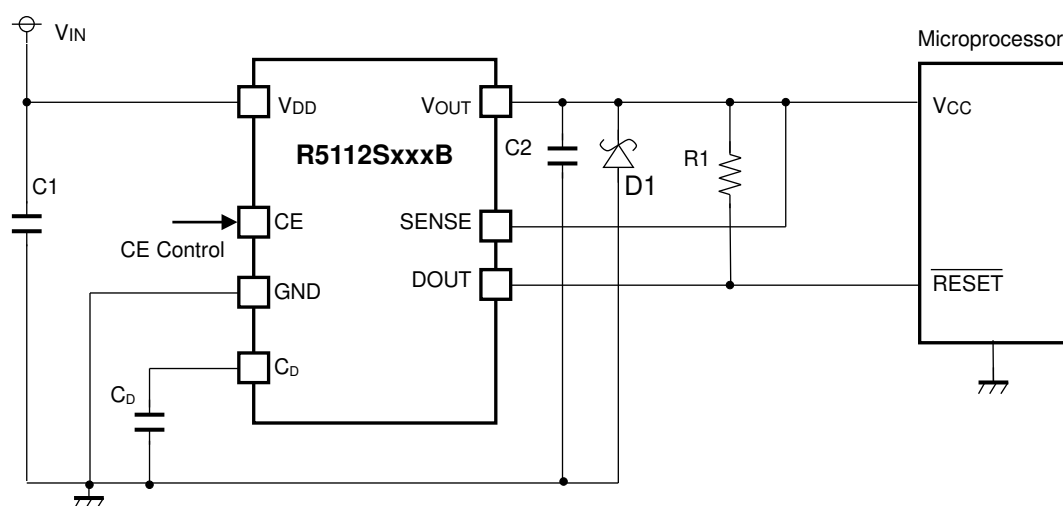 VIN
Microprocessor
VDD
VOUT
R5112SxxxB
C2
D1
R1
VCC
C1
CE
CE Control
SENSE
GND
DOUT
RESET
CD
CD